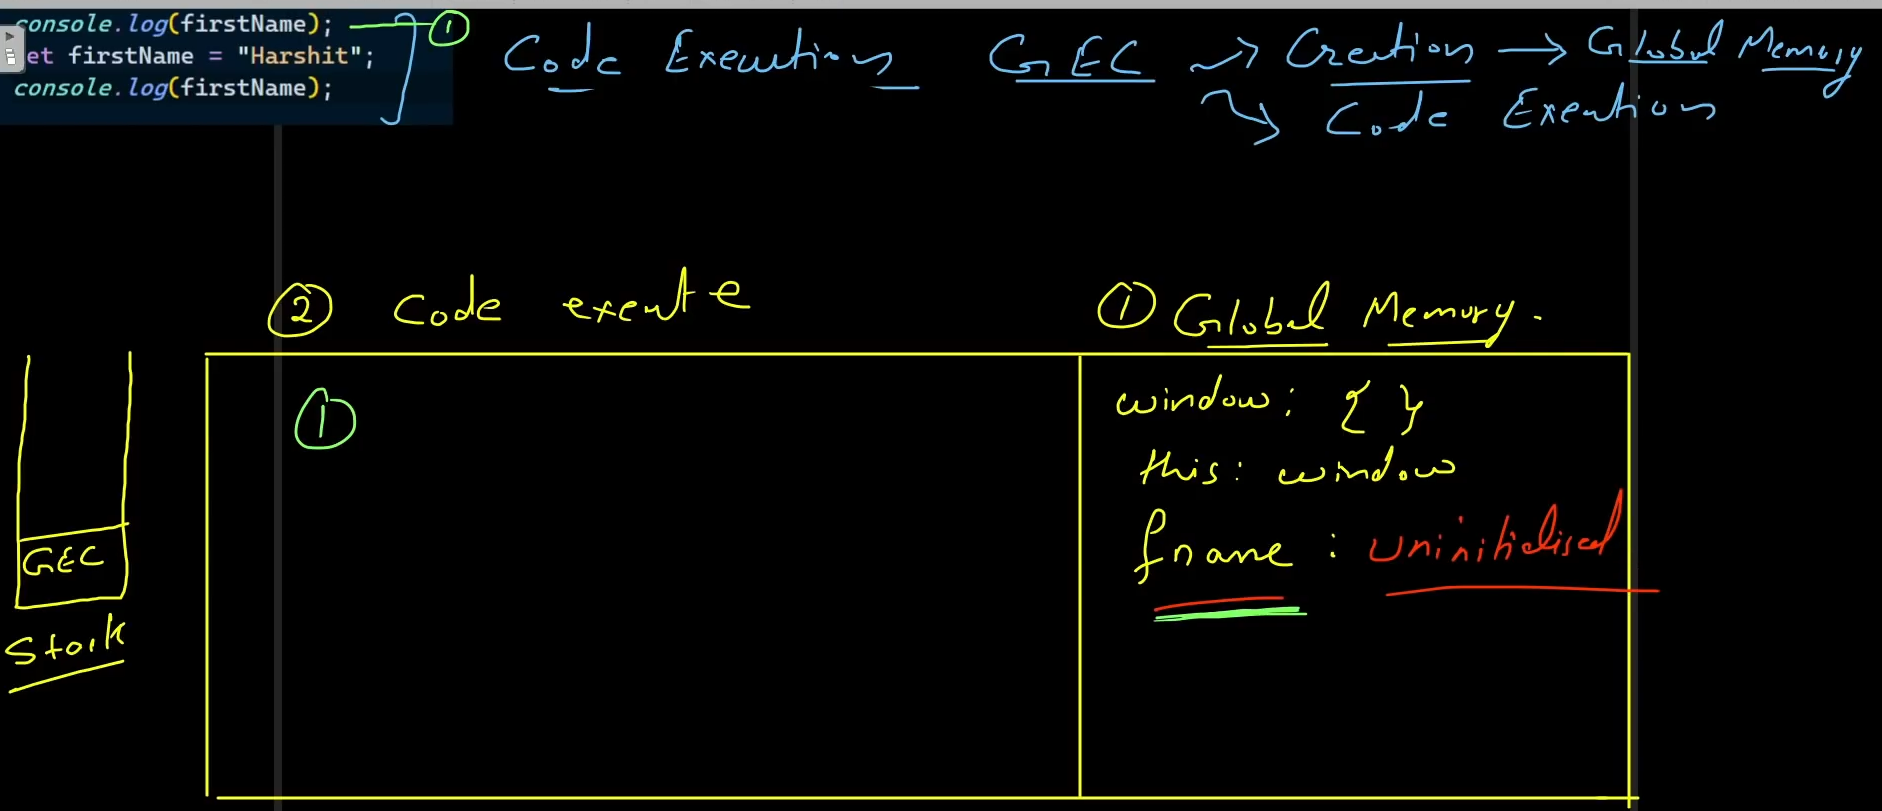 console.log(firstName); ①
et firstName = "Harshit";
console.log(firstName);
Code Execution GEC → Creation → Global Memory
Code Execution
② Code execute
① Global Memory.
①
window: { }
this: window
fname : uninitialised
GEC
Stack